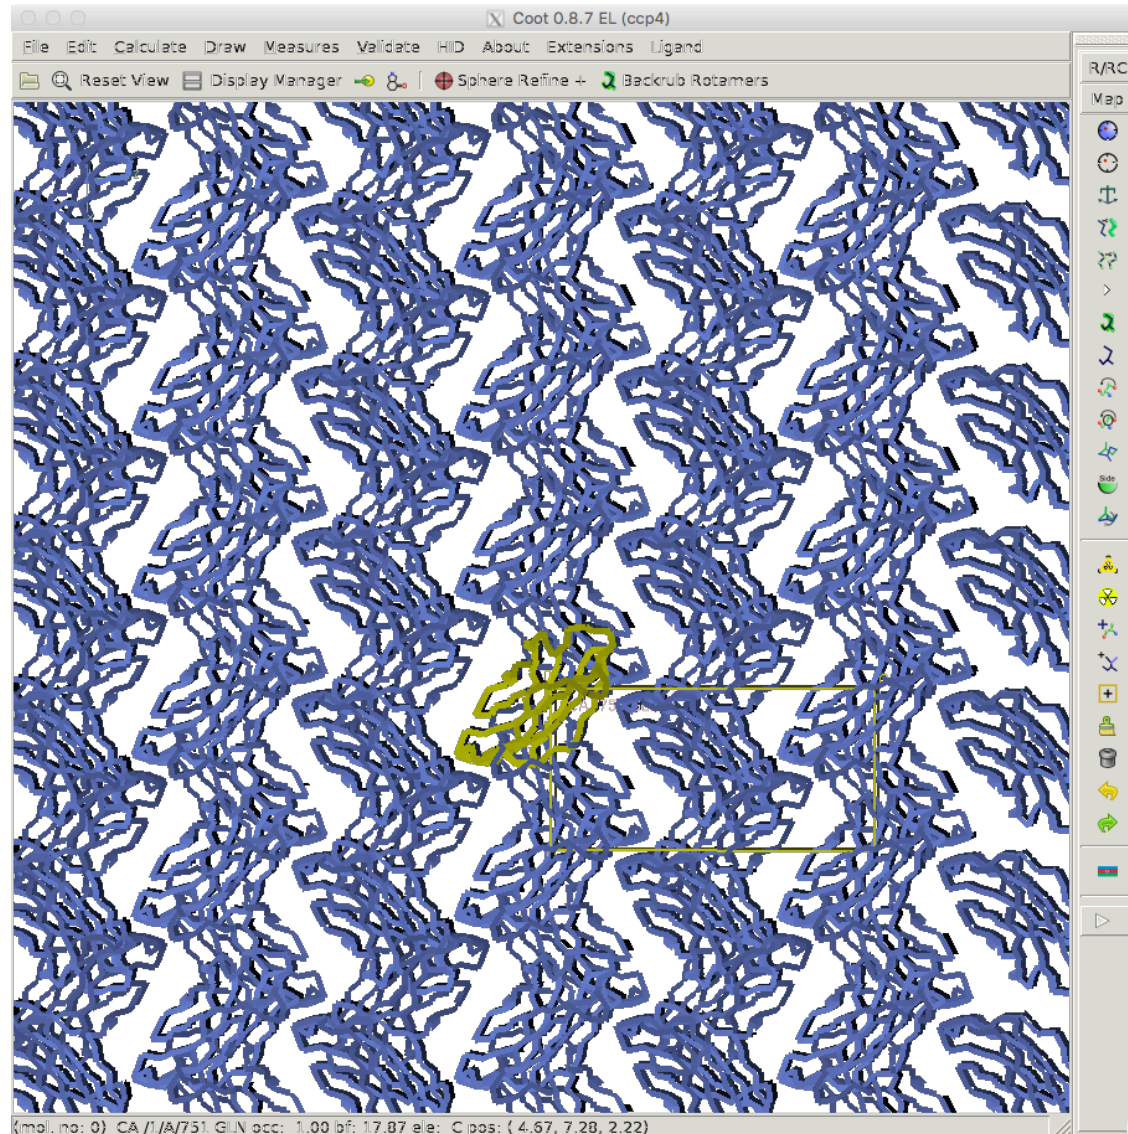 Coot 0.8.7 EL (ccp4)
File Edit Calculate Draw Measures Validate HID About Extensions Ligand
R/RC
Reset View Display Manager Sphere Refine + Backrub Rotamers
Map
Side
(mol. no: 0) CA /1/A/751 GLN occ: 1.00 bf: 17.87 ele: C pos: ( 4.67, 7.28, 2.22)